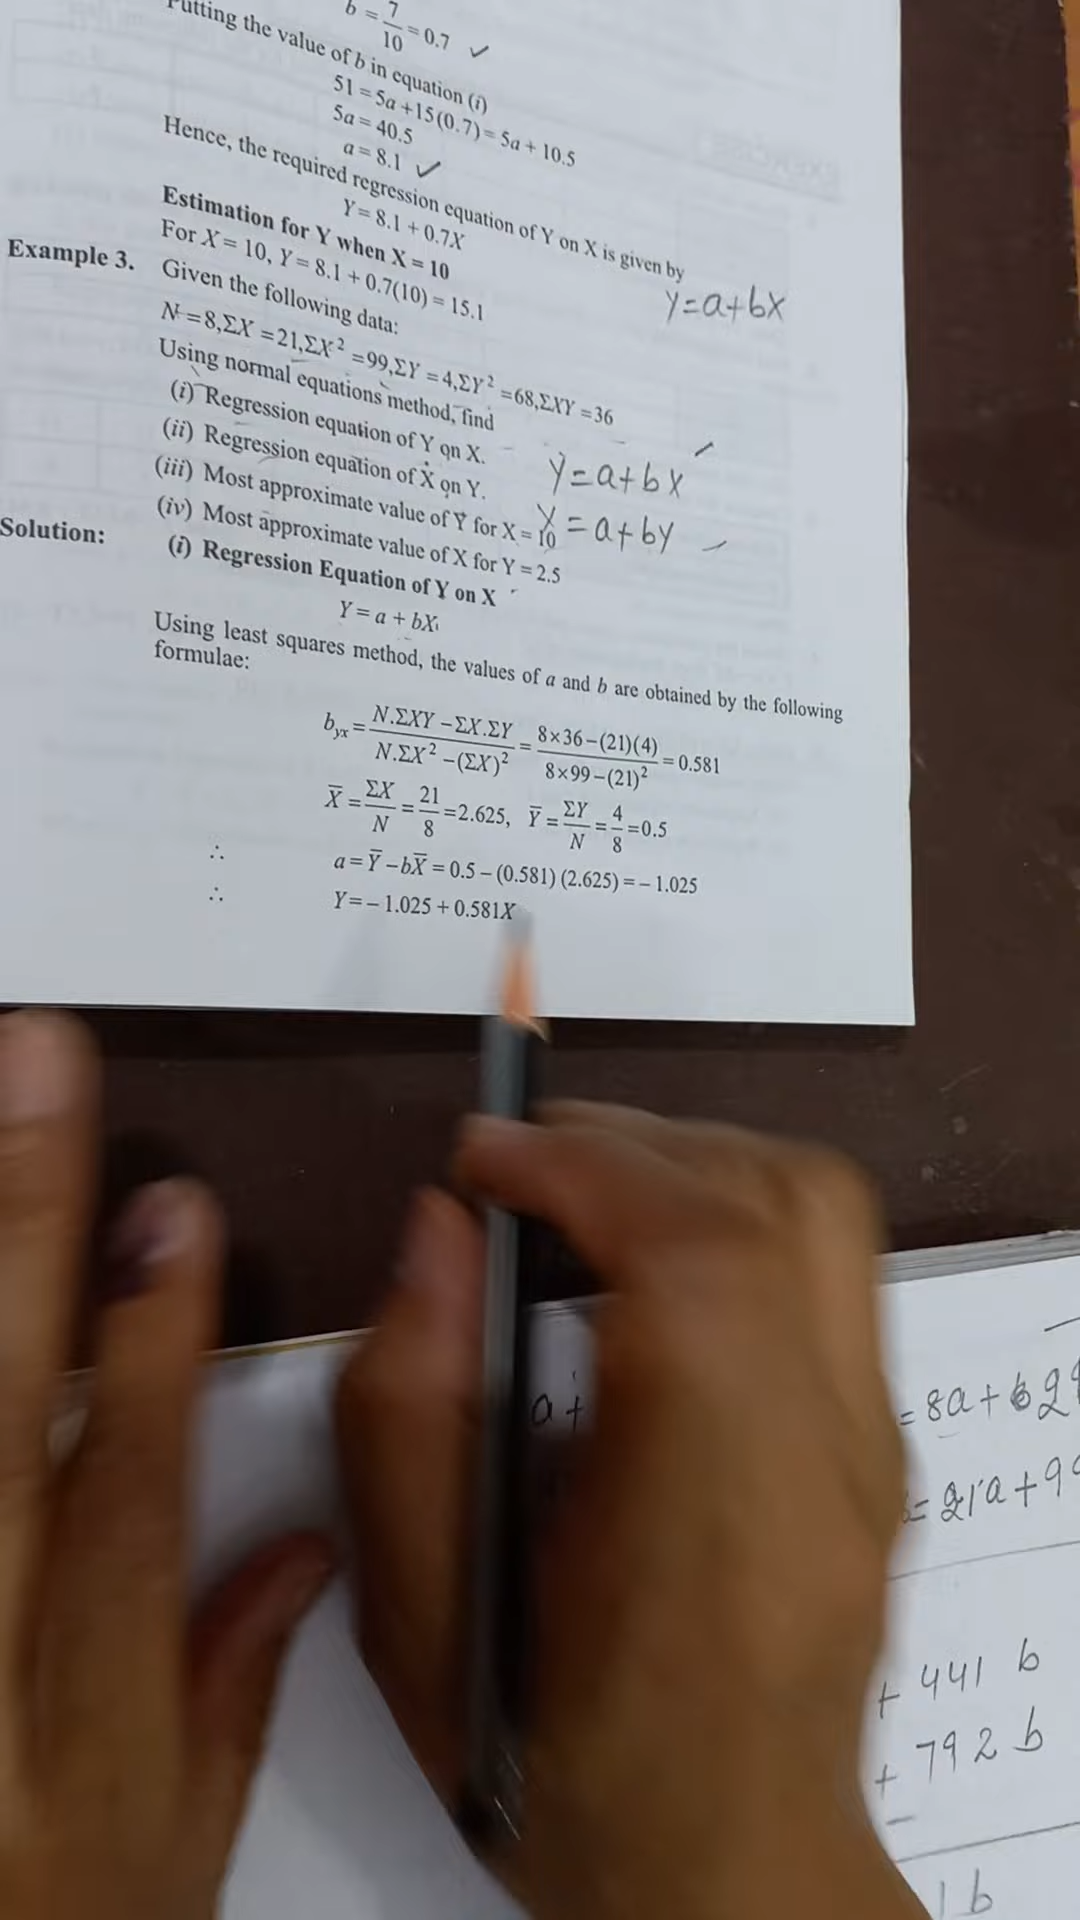 b = 7/10 = 0.7 ✓
Putting the value of b in equation (i)
51 = 5a + 15(0.7) = 5a + 10.5
5a = 40.5
a = 8.1 ✓
Hence, the required regression equation of Y on X is given by
Y = 8.1 + 0.7X
Y=a+bX
Estimation for Y when X = 10
For X = 10, Y = 8.1 + 0.7(10) = 15.1
Example 3. Given the following data:
N = 8, ΣX = 21, ΣX² = 99, ΣY = 4, ΣY² = 68, ΣXY = 36
Using normal equations method, find
(i) Regression equation of Y on X.
Y=a+bX
(ii) Regression equation of X on Y.
X=a+by
(iii) Most approximate value of Y for X = 10
(iv) Most approximate value of X for Y = 2.5
Solution: (i) Regression Equation of Y on X
Y = a + bX
Using least squares method, the values of a and b are obtained by the following
formulae:
b_yx = (N.ΣXY – ΣX.ΣY)/(N.ΣX² – (ΣX)²) = (8×36 – (21)(4))/(8×99 – (21)²) = 0.581
X̄ = ΣX/N = 21/8 = 2.625, Ȳ = ΣY/N = 4/8 = 0.5
∴ a = Ȳ – bX̄ = 0.5 – (0.581) (2.625) = – 1.025
∴ Y = – 1.025 + 0.581X
a +
= 8a +
= 21a +
+ 441 b
+ 792 b
–
1 b